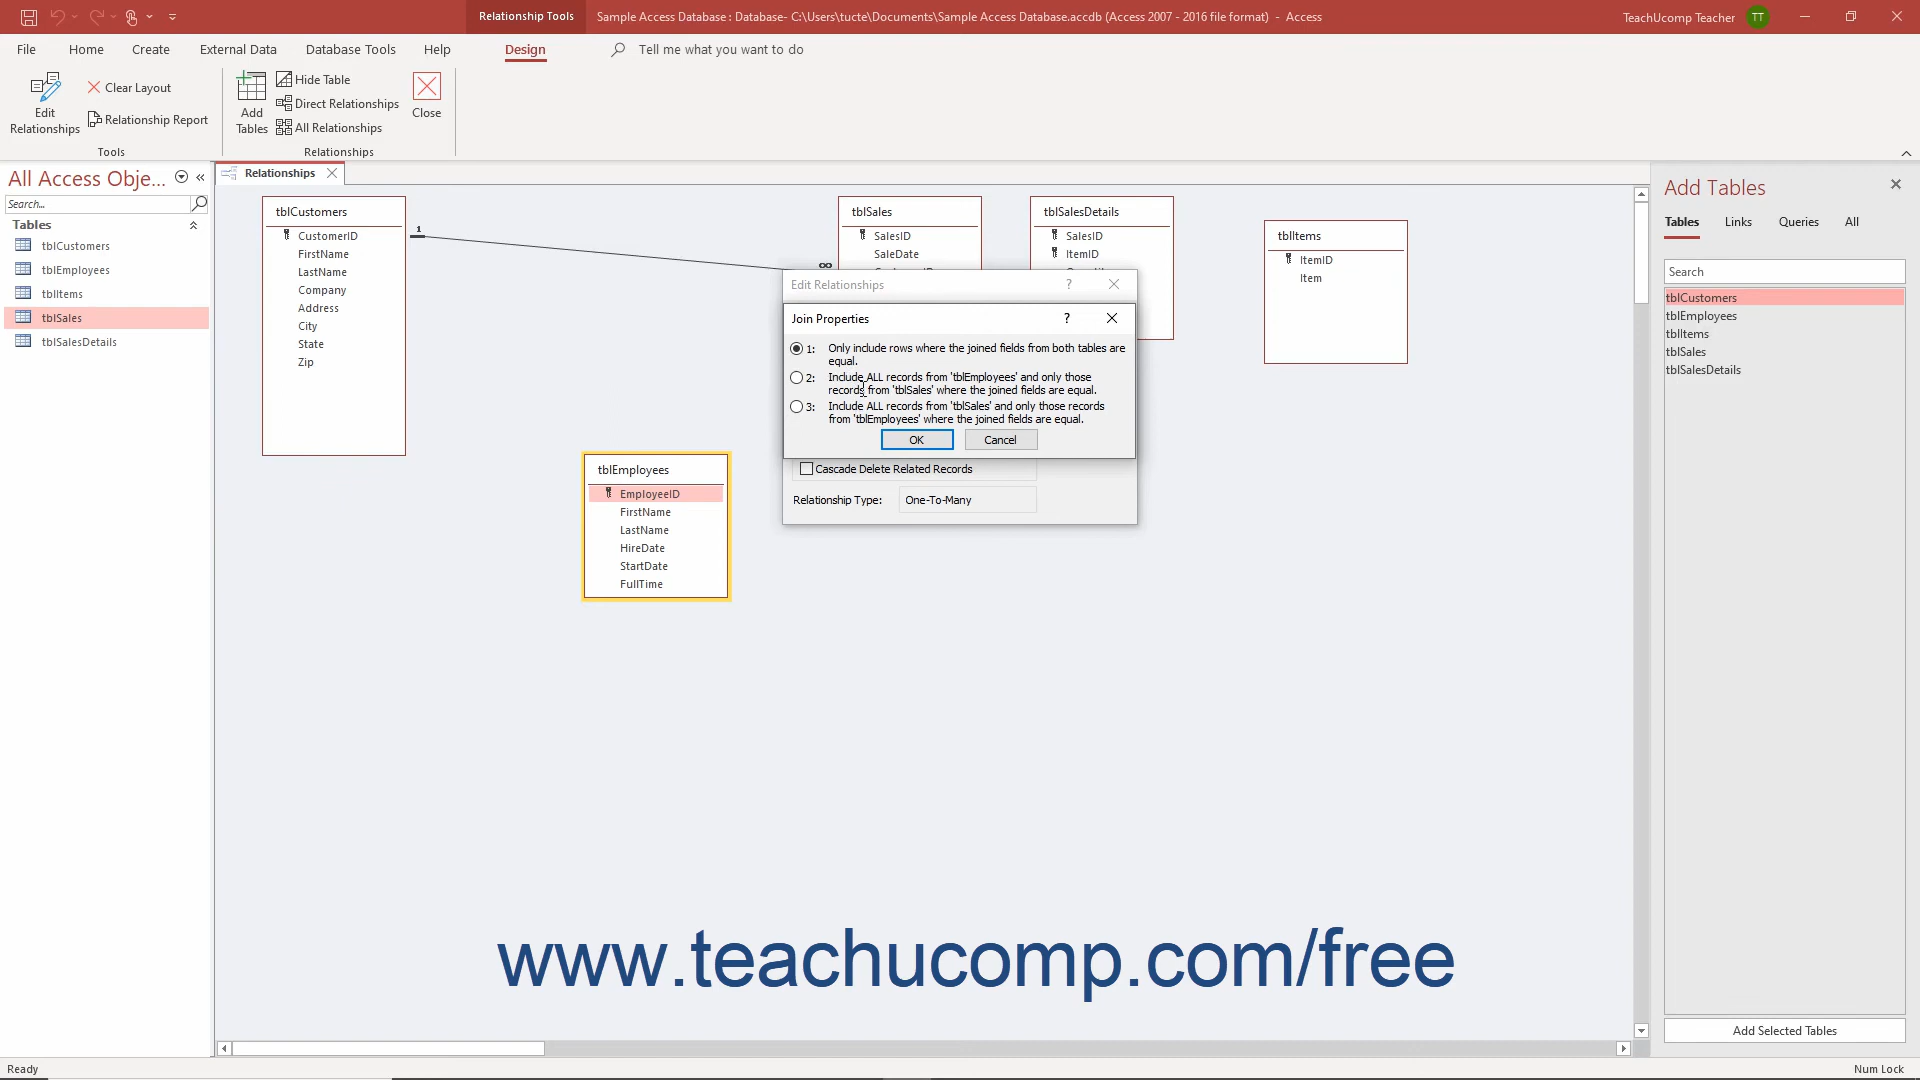 Relationship Tools
Sample Access Database : Database- C:\Users\tucte\Documents\Sample Access Database.accdb (Access 2007 - 2016 file format) - Access
TeachUcomp Teacher
TT
File
Home
Create
External Data
Database Tools
Help
Design
Tell me what you want to do
Edit
Relationships
Clear Layout
Relationship Report
Tools
Add
Tables
Hide Table
Direct Relationships
All Relationships
Close
Relationships
All Access Obje...
Search...
Tables
tblCustomers
tblEmployees
tblItems
tblSales
tblSalesDetails
Relationships
tblCustomers
CustomerID
FirstName
LastName
Company
Address
City
State
Zip
1
∞
tblSales
SalesID
SaleDate
tblSalesDetails
SalesID
ItemID
tblItems
ItemID
Item
tblEmployees
EmployeeID
FirstName
LastName
HireDate
StartDate
FullTime
Edit Relationships
?
Join Properties
?
1: Only include rows where the joined fields from both tables are
equal.
2: Include ALL records from 'tblEmployees' and only those
records from 'tblSales' where the joined fields are equal.
3: Include ALL records from 'tblSales' and only those records
from 'tblEmployees' where the joined fields are equal.
OK
Cancel
Cascade Delete Related Records
Relationship Type:
One-To-Many
Add Tables
Tables
Links
Queries
All
Search
tblCustomers
tblEmployees
tblItems
tblSales
tblSalesDetails
Add Selected Tables
www.teachucomp.com/free
Ready
Num Lock